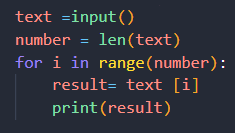 text =input()
number = len(text)
for i in range(number):
    result= text [i]
    print(result)